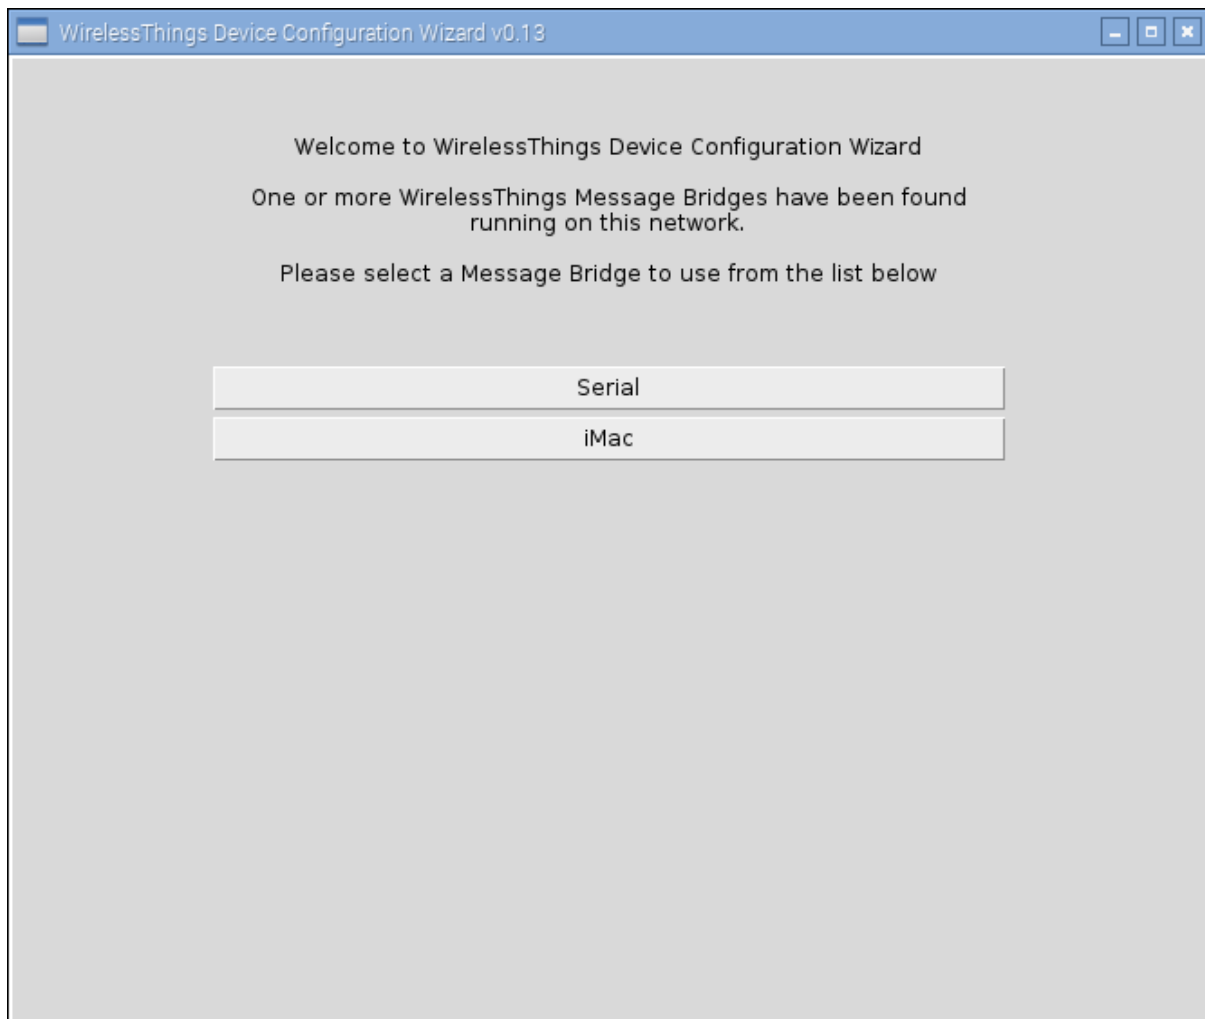 WirelessThings Device Configuration Wizard v0.13
Welcome to WirelessThings Device Configuration Wizard
One or more WirelessThings Message Bridges have been found
running on this network.
Please select a Message Bridge to use from the list below
Serial
iMac